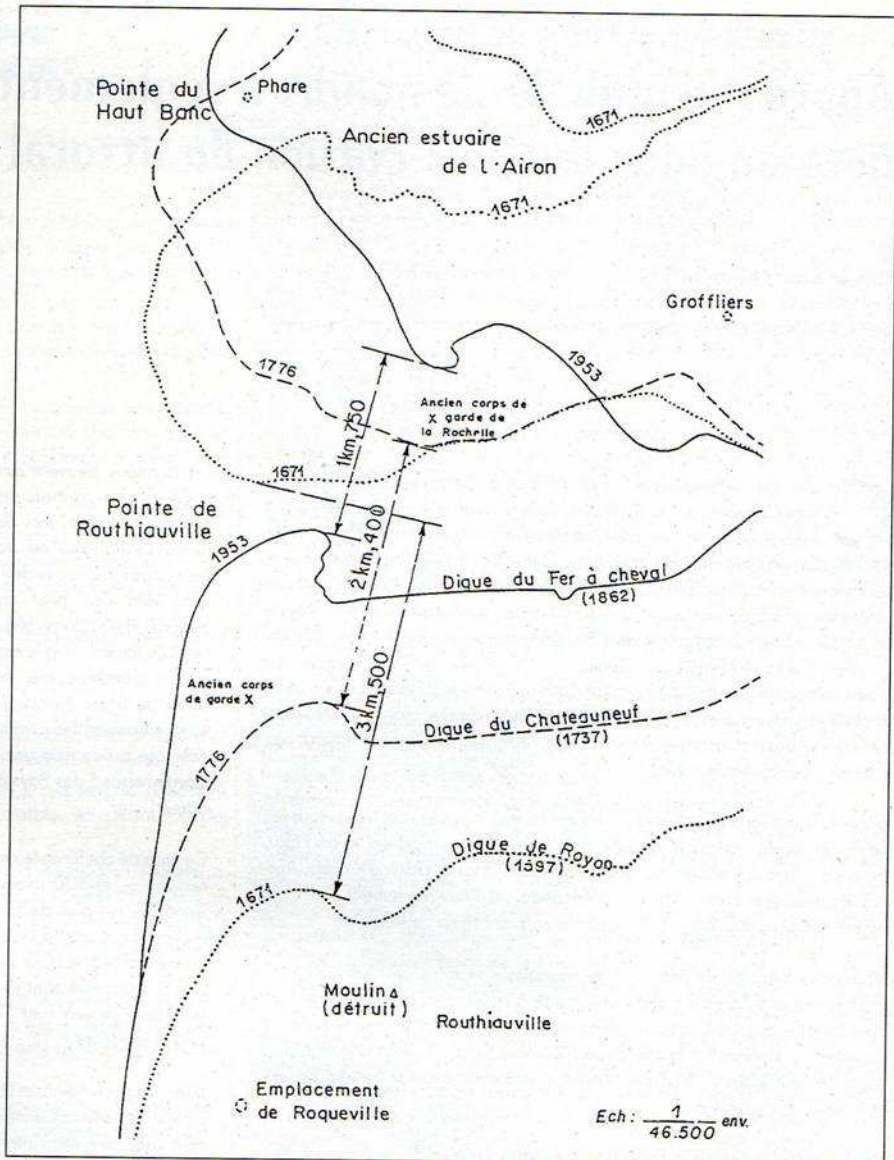 Pointe du
Haut Banc
Phare
1671
Ancien estuaire
de l'Airon
1671
Groffliers
1953
1776
Ancien corps de
X garde de
la Rochelle
1km,750
1671
Pointe de
Routhiauville
1953
2km,400
Digue du Fer à cheval
(1862)
3km,500
Ancien corps
de garde X
1776
Digue du Chateauneuf
(1737)
Digue de Royon
(1597)
1671
Moulin
(détruit)
Routhiauville
Emplacement
de Roqueville
Ech: 1
46.500 env.